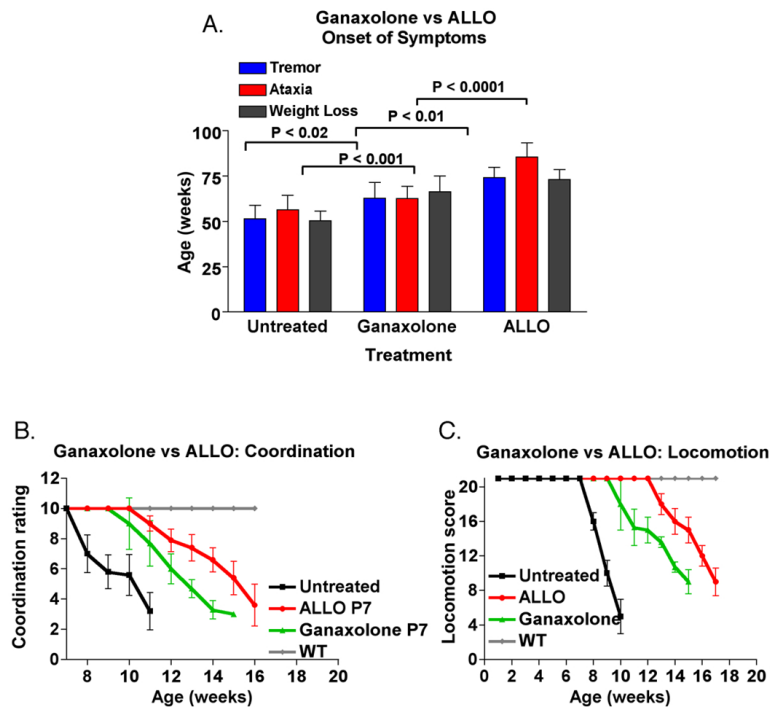 A.
Ganaxolone vs ALLO
Onset of Symptoms
Tremor
Ataxia
Weight Loss
P < 0.0001
P < 0.02
P < 0.01
P < 0.001
100
75
50
25
0
Age (weeks)
Untreated
Ganaxolone
ALLO
Treatment
B.
Ganaxolone vs ALLO: Coordination
12
10
8
6
4
2
0
Coordination rating
Untreated
ALLO P7
Ganaxolone P7
WT
8 10 12 14 16 18 20
Age (weeks)
C.
Ganaxolone vs ALLO: Locomotion
20
16
12
8
4
0
Locomotion score
Untreated
ALLO
Ganaxolone
WT
0 2 4 6 8 10 12 14 16 18 20
Age (weeks)